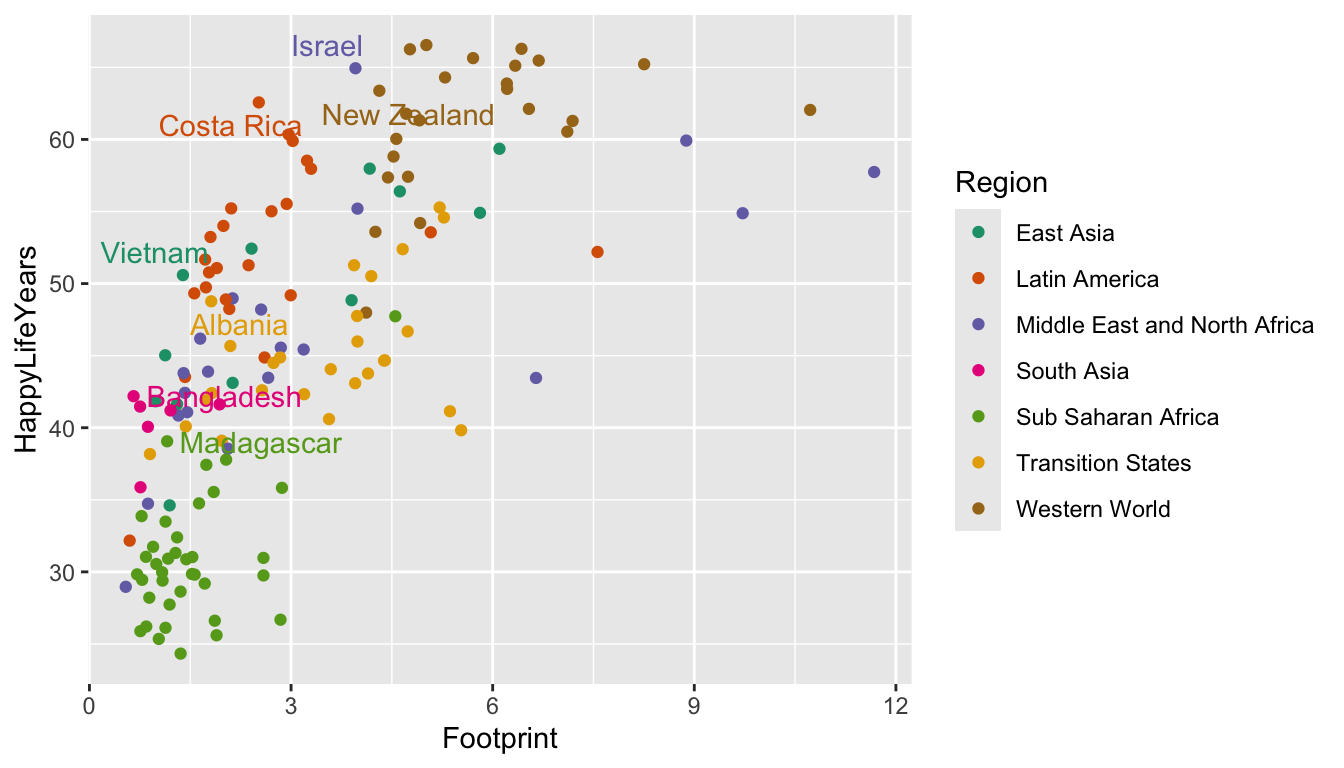 Israel
New Zealand
Costa Rica
60
Region
East Asia
Vietnam
Latin America
50
HappyLifeYears
Albania
Middle East and North Africa
South Asia
Bangladesh
40
Sub Saharan Africa
Madagascar
Transition States
Western World
30
0 3 6 9 12
Footprint